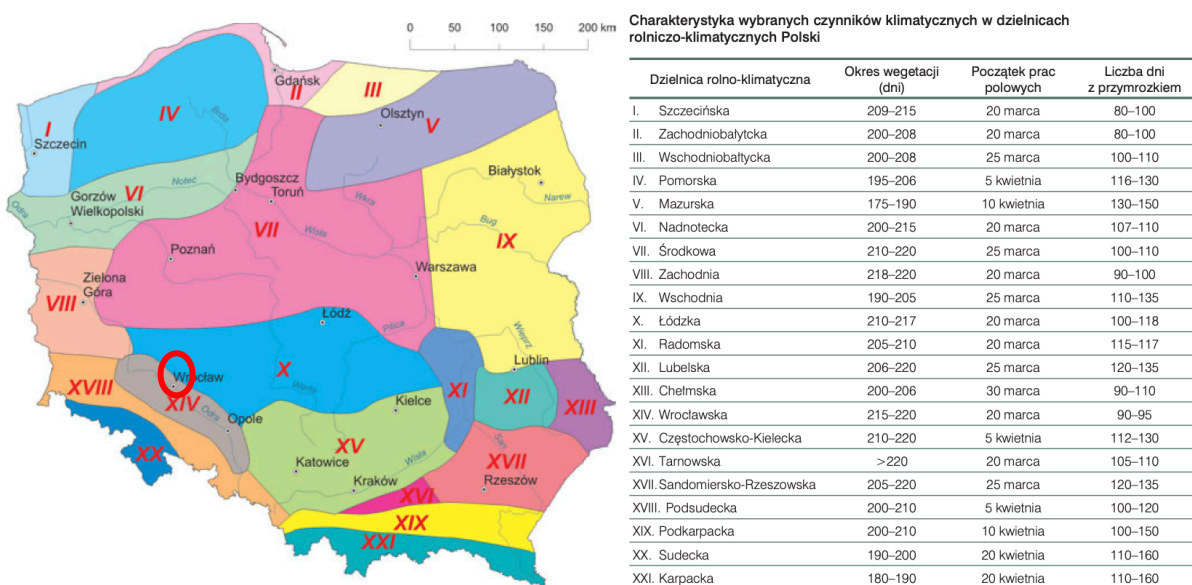 0 50 100 150 200 km
Gdańsk
II
III
IV
Brda
Olsztyn
V
I
Szczecin
Białystok
Bydgoszcz
Toruń
Noteć
VI
Gorzów
Wielkopolski
Odra
Wkra
Narew
Bug
VII
Wisła
IX
Poznań
Warszawa
Zielona
Góra
VIII
Łódź
Pilica
Wieprz
Wrocław
X
Warta
Lublin
XVIII
XIV
Odra
Opole
Kielce
XI
XII
XIII
XX
XV
Katowice
Wisła
San
XVII
Kraków
Rzeszów
XVI
XIX
XXI
Charakterystyka wybranych czynników klimatycznych w dzielnicach
rolniczo-klimatycznych Polski
Dzielnica rolno-klimatyczna Okres wegetacji (dni) Początek prac polowych Liczba dni z przymrozkiem
I. Szczecińska 209–215 20 marca 80–100
II. Zachodniobałytcka 200–208 20 marca 80–100
III. Wschodniobałtycka 200–208 25 marca 100–110
IV. Pomorska 195–206 5 kwietnia 116–130
V. Mazurska 175–190 10 kwietnia 130–150
VI. Nadnotecka 200–215 20 marca 107–110
VII. Środkowa 210–220 25 marca 100–110
VIII. Zachodnia 218–220 20 marca 90–100
IX. Wschodnia 190–205 25 marca 110–135
X. Łódzka 210–217 20 marca 100–118
XI. Radomska 205–210 20 marca 115–117
XII. Lubelska 206–220 25 marca 120–135
XIII. Chełmska 200–206 30 marca 90–110
XIV. Wrocławska 215–220 20 marca 90–95
XV. Częstochowsko-Kielecka 210–220 5 kwietnia 112–130
XVI. Tarnowska >220 20 marca 105–110
XVII. Sandomiersko-Rzeszowska 205–220 25 marca 120–135
XVIII. Podsudecka 200–210 5 kwietnia 100–120
XIX. Podkarpacka 200–210 10 kwietnia 100–150
XX. Sudecka 190–200 20 kwietnia 110–160
XXI. Karpacka 180–190 20 kwietnia 110–160